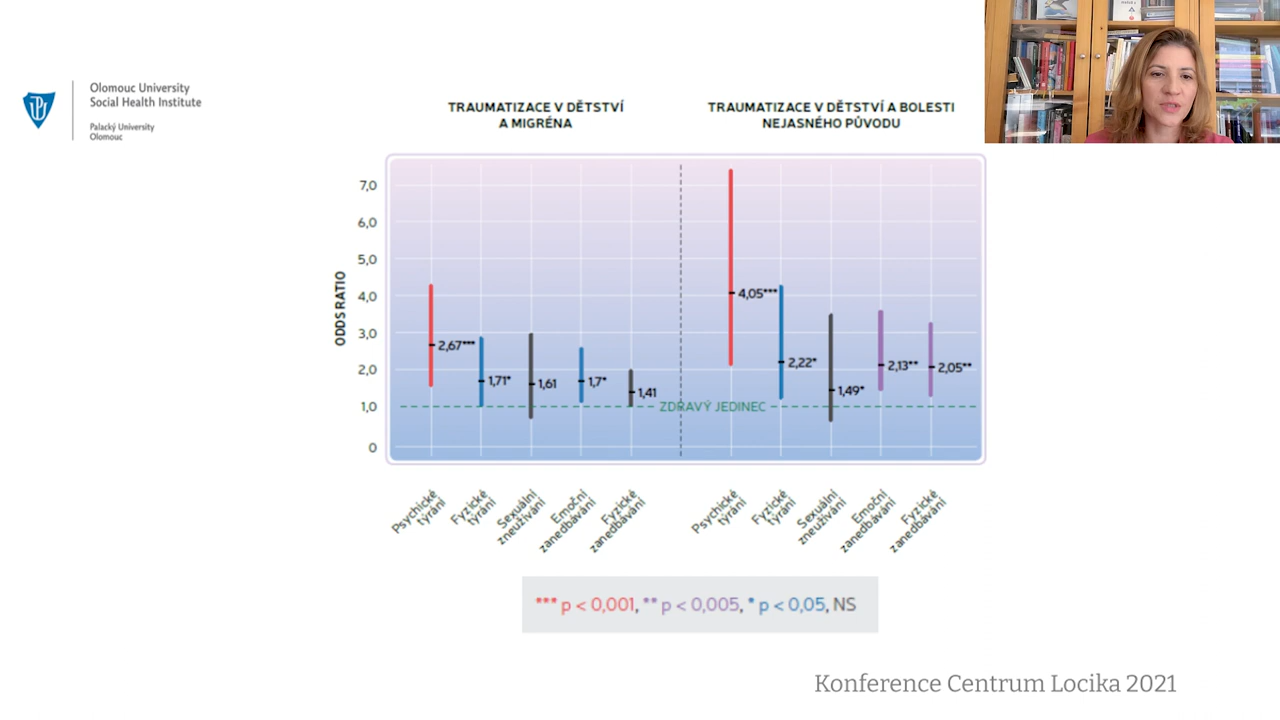 Olomouc University
Social Health Institute
Palacký University
Olomouc
TRAUMATIZACE V DĚTSTVÍ
A MIGRÉNA
TRAUMATIZACE V DĚTSTVÍ A BOLESTI
NEJASNÉHO PŮVODU
ODDS RATIO
7,0
6,0
5,0
4,0
3,0
2,0
1,0
0
2,67***
1,71*
1,61
1,7*
1,41
4,05***
2,22*
1,49*
2,13**
2,05**
ZDRAVÝ JEDINEC
Psychické
týrání
Fyzické
týrání
Sexuální
zneužívání
Emoční
zanedbávání
Fyzické
zanedbávání
Psychické
týrání
Fyzické
týrání
Sexuální
zneužívání
Emoční
zanedbávání
Fyzické
zanedbávání
*** p < 0,001, ** p < 0,005, * p < 0,05, NS
Konference Centrum Locika 2021